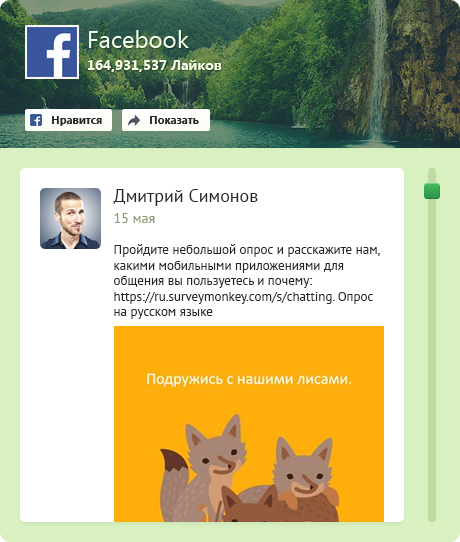 Facebook
164,931,537 Лайков
Нравится
Показать
Дмитрий Симонов
15 мая
Пройдите небольшой опрос и расскажите нам,
какими мобильными приложениями для
общения вы пользуетесь и почему:
https://ru.surveymonkey.com/s/chatting. Опрос
на русском языке
Подружись с нашими лисами.